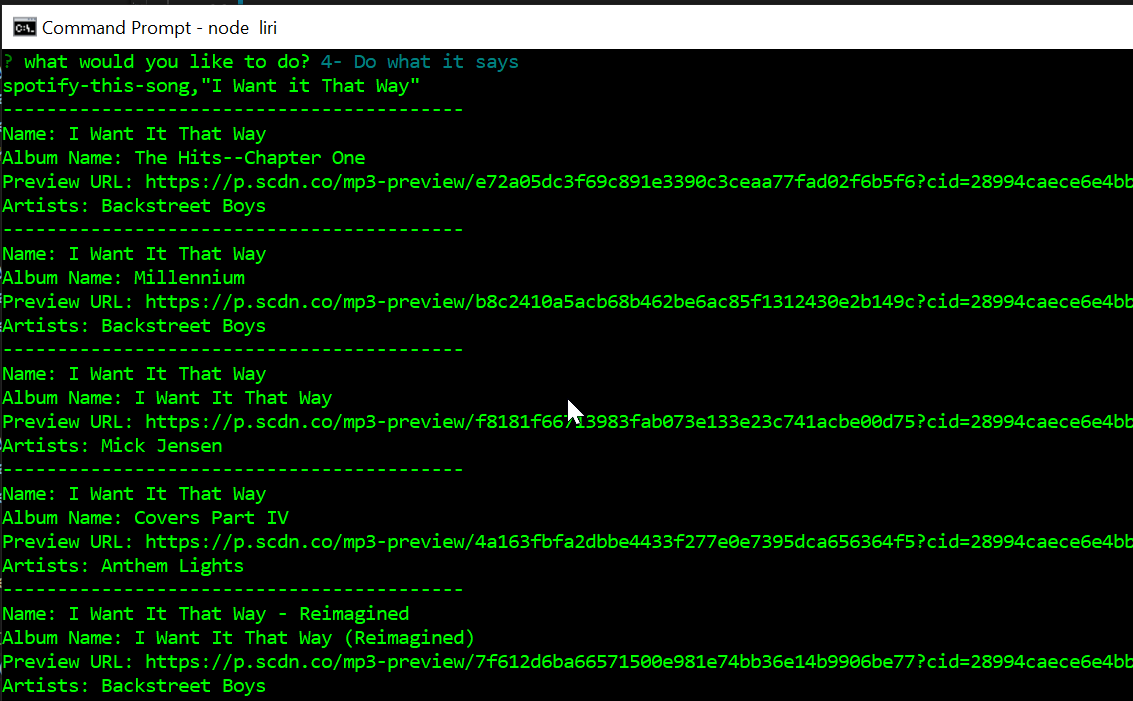 Command Prompt - node  liri
? what would you like to do? 4- Do what it says
spotify-this-song,"I Want it That Way"
------------------------------------------
Name: I Want It That Way
Album Name: The Hits--Chapter One
Preview URL: https://p.scdn.co/mp3-preview/e72a05dc3f69c891e3390c3ceaa77fad02f6b5f6?cid=28994caece6e4bb
Artists: Backstreet Boys
------------------------------------------
Name: I Want It That Way
Album Name: Millennium
Preview URL: https://p.scdn.co/mp3-preview/b8c2410a5acb68b462be6ac85f1312430e2b149c?cid=28994caece6e4bb
Artists: Backstreet Boys
------------------------------------------
Name: I Want It That Way
Album Name: I Want It That Way
Preview URL: https://p.scdn.co/mp3-preview/f8181f66713983fab073e133e23c741acbe00d75?cid=28994caece6e4bb
Artists: Mick Jensen
------------------------------------------
Name: I Want It That Way
Album Name: Covers Part IV
Preview URL: https://p.scdn.co/mp3-preview/4a163fbfa2dbbe4433f277e0e7395dca656364f5?cid=28994caece6e4bb
Artists: Anthem Lights
------------------------------------------
Name: I Want It That Way - Reimagined
Album Name: I Want It That Way (Reimagined)
Preview URL: https://p.scdn.co/mp3-preview/7f612d6ba66571500e981e74bb36e14b9906be77?cid=28994caece6e4bb
Artists: Backstreet Boys